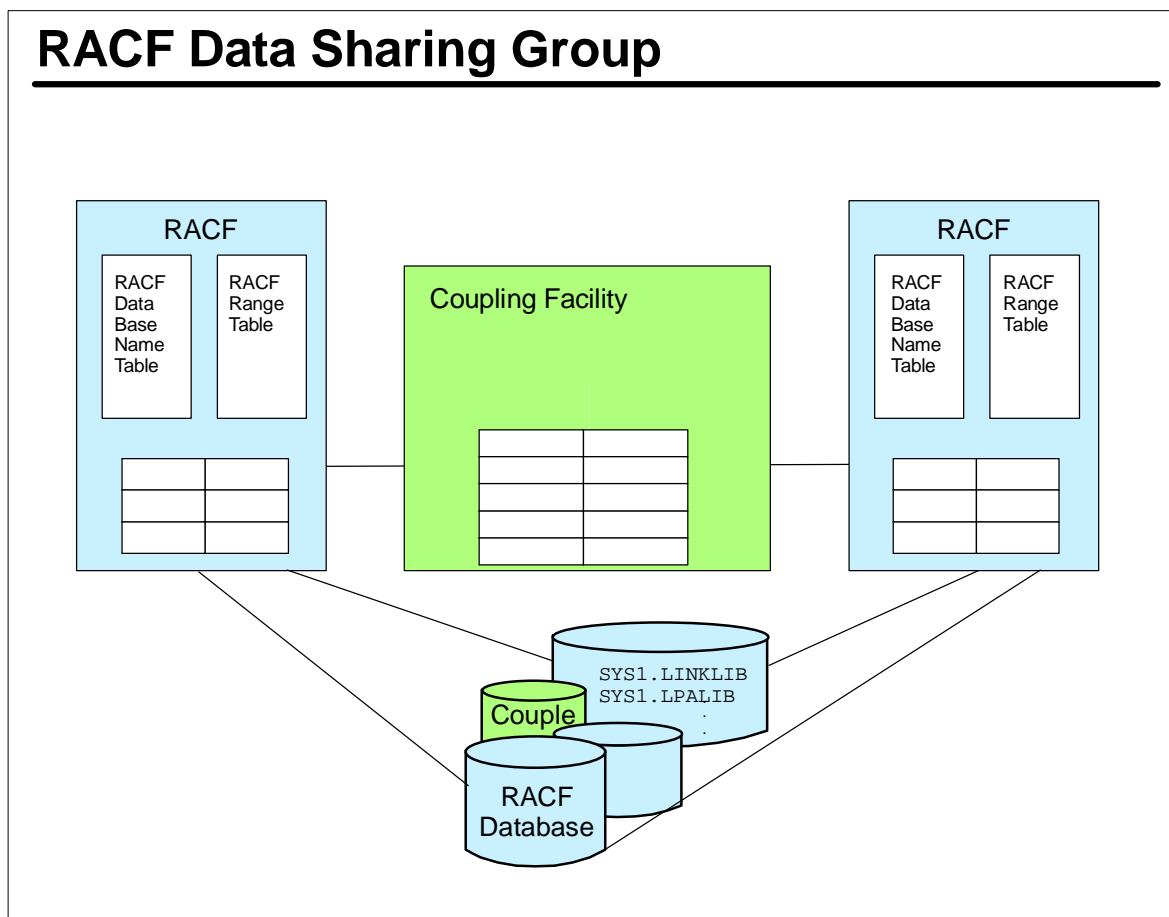 RACF Data Sharing Group
RACF
RACF
Data
Base
Name
Table
RACF
Range
Table
Coupling Facility
RACF
RACF
Data
Base
Name
Table
RACF
Range
Table
SYS1.LINKLIB
SYS1.LPALIB
.
.
Couple
RACF
Database